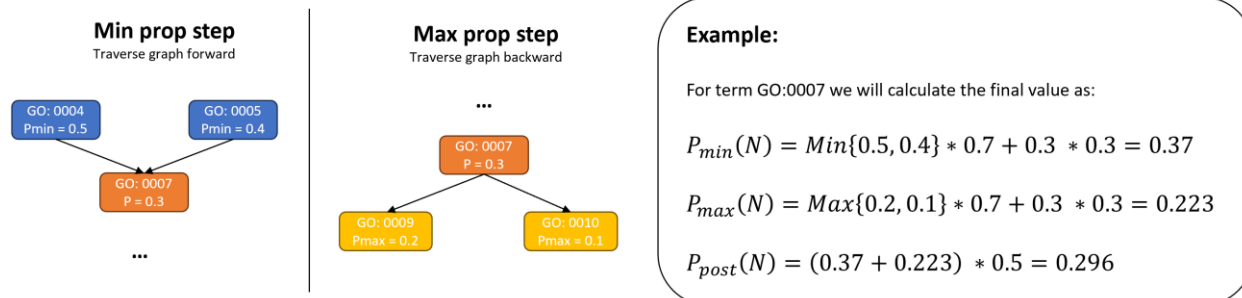 Min prop step
Traverse graph forward
GO: 0004
Pmin = 0.5
GO: 0005
Pmin = 0.4
GO: 0007
P = 0.3
...
Max prop step
Traverse graph backward
...
GO: 0007
P = 0.3
GO: 0009
Pmax = 0.2
GO: 0010
Pmax = 0.1
Example:
For term GO:0007 we will calculate the final value as:
P_min(N) = Min{0.5, 0.4} * 0.7 + 0.3 * 0.3 = 0.37
P_max(N) = Max{0.2, 0.1} * 0.7 + 0.3 * 0.3 = 0.223
P_post(N) = (0.37 + 0.223) * 0.5 = 0.296